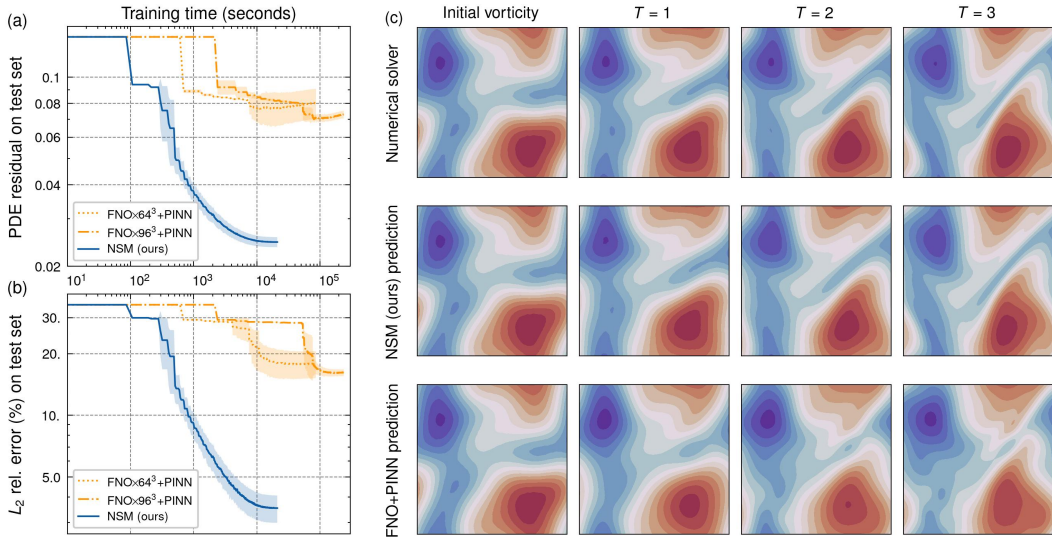 (a)
Training time (seconds)
PDE residual on test set
0.1
0.08
0.06
0.04
0.02
FNO×64³+PINN
FNO×96³+PINN
NSM (ours)
10¹
10²
10³
10⁴
10⁵
(b)
L₂ rel. error (%) on test set
30.
20.
10.
5.0
FNO×64³+PINN
FNO×96³+PINN
NSM (ours)
(c)
Initial vorticity
T = 1
T = 2
T = 3
Numerical solver
NSM (ours) prediction
FNO+PINN prediction